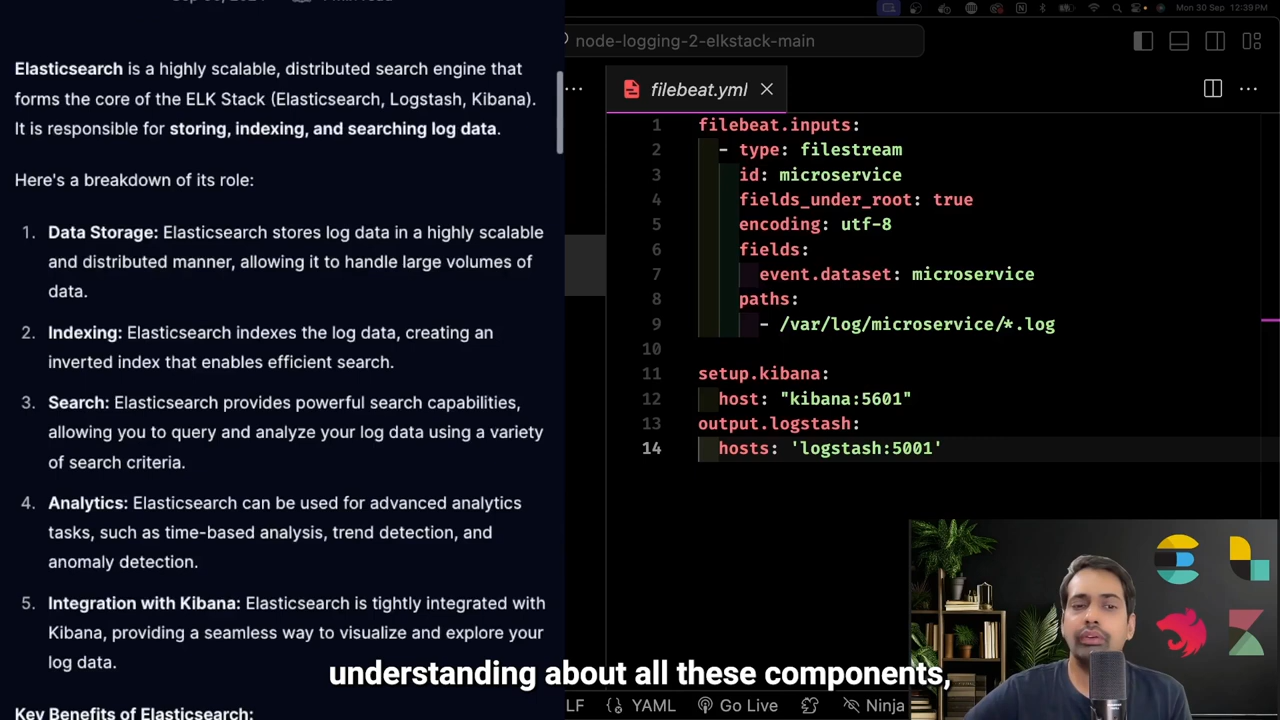 Elasticsearch is a highly scalable, distributed search engine that
forms the core of the ELK Stack (Elasticsearch, Logstash, Kibana).
It is responsible for storing, indexing, and searching log data.
Here's a breakdown of its role:
1. Data Storage: Elasticsearch stores log data in a highly scalable
and distributed manner, allowing it to handle large volumes of
data.
2. Indexing: Elasticsearch indexes the log data, creating an
inverted index that enables efficient search.
3. Search: Elasticsearch provides powerful search capabilities,
allowing you to query and analyze your log data using a variety
of search criteria.
4. Analytics: Elasticsearch can be used for advanced analytics
tasks, such as time-based analysis, trend detection, and
anomaly detection.
5. Integration with Kibana: Elasticsearch is tightly integrated with
Kibana, providing a seamless way to visualize and explore your
log data.
Key Benefits of Elasticsearch:
Mon 30 Sep 12:39 PM
node-logging-2-elkstack-main
filebeat.yml
1 filebeat.inputs:
2 - type: filestream
3 id: microservice
4 fields_under_root: true
5 encoding: utf-8
6 fields:
7 event.dataset: microservice
8 paths:
9 - /var/log/microservice/*.log
10
11 setup.kibana:
12 host: "kibana:5601"
13 output.logstash:
14 hosts: 'logstash:5001'
understanding about all these components,
LF YAML Go Live Ninja